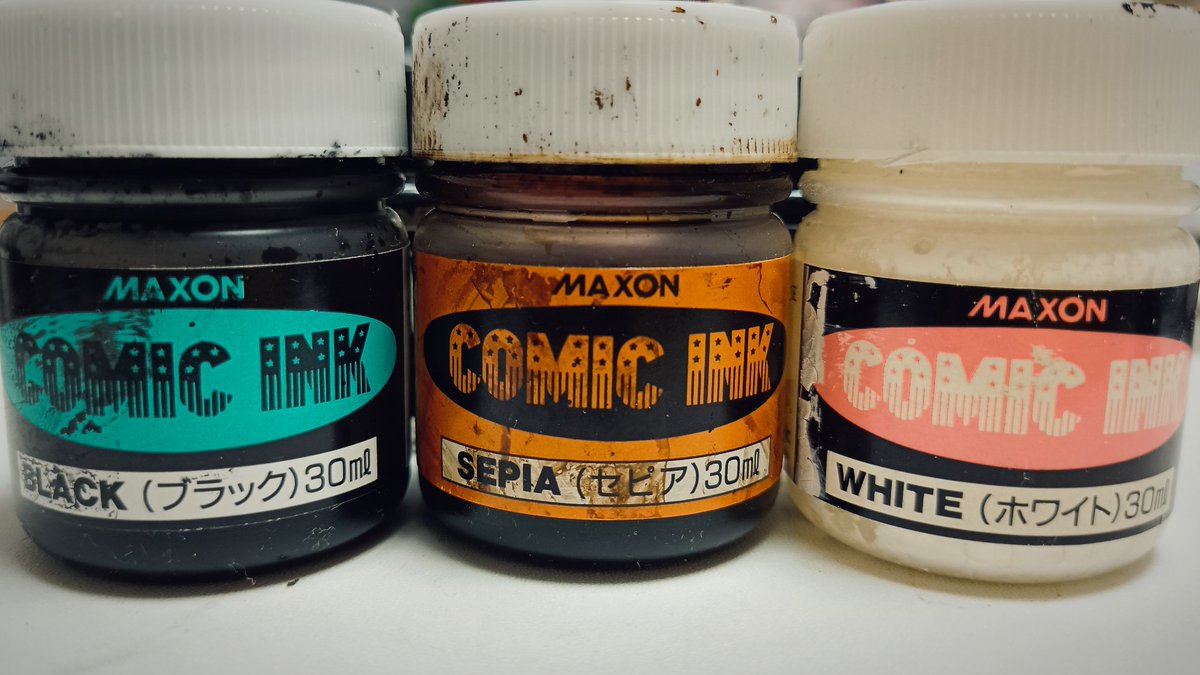 MAXON
COMIC INK
BLACK (ブラック) 30ml
MAXON
COMIC INK
SEPIA (セピア) 30ml
MAXON
COMIC INK
WHITE (ホワイト) 30ml